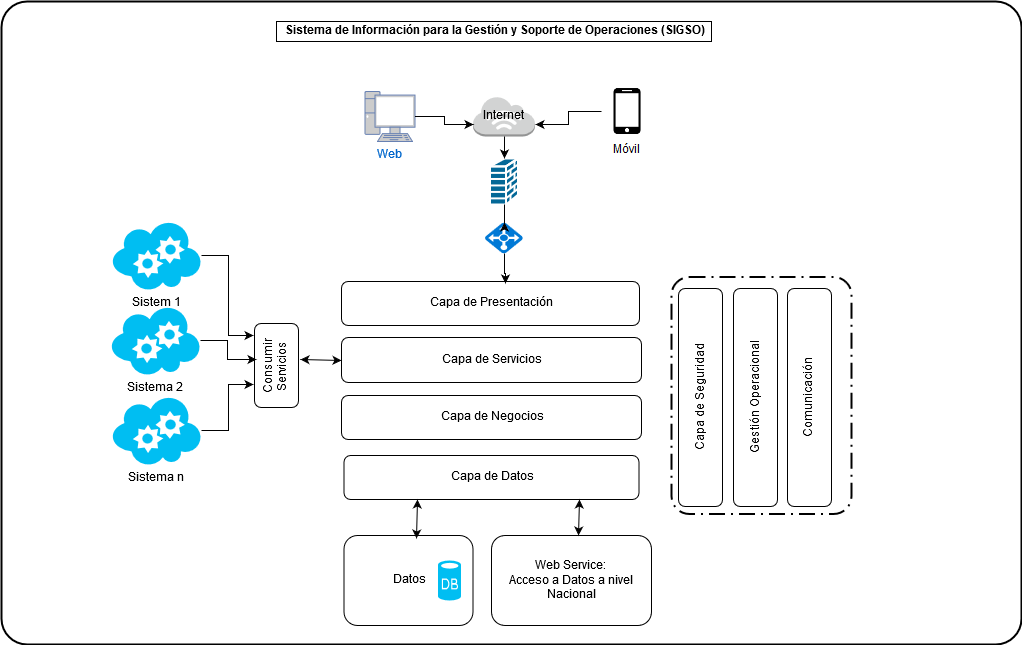 Sistema de Información para la Gestión y Soporte de Operaciones (SIGSO)
Internet
Web
Móvil
Sistem 1
Sistema 2
Sistema n
Consumir
Servicios
Capa de Presentación
Capa de Servicios
Capa de Negocios
Capa de Datos
Datos
DB
Web Service:
Acceso a Datos a nivel
Nacional
Capa de Seguridad
Gestión Operacional
Comunicación